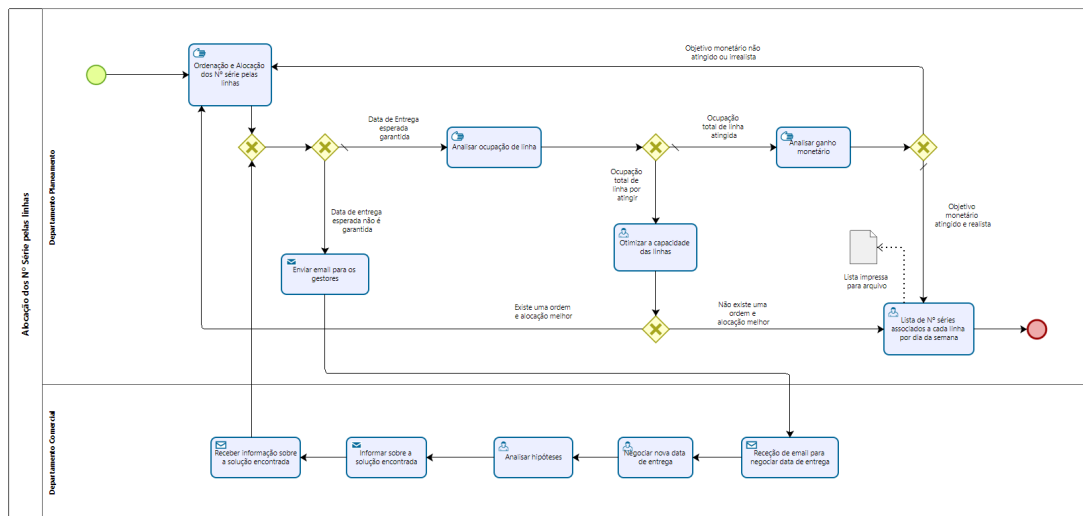 Alocação dos Nº Série pelas linhas
Departamento Planeamento
Ordenação e Alocação
dos Nº série pelas
linhas
Objetivo monetário não
atingido ou irrealista
Data de Entrega
esperada
garantida
Analisar ocupação de linha
Ocupação
total de linha
atingida
Analisar ganho
monetário
Ocupação
total de
linha por
atingir
Data de entrega
esperada não é
garantida
Objetivo
monetário
atingido e realista
Enviar email para os
gestores
Otimizar a capacidade
das linhas
Lista impressa
para arquivo
Existe uma ordem
e alocação melhor
Não existe uma
ordem e
alocação melhor
Lista de Nº séries
associados a cada linha
por dia da semana
Departamento Comercial
Receber informação sobre
a solução encontrada
Informar sobre a
solução encontrada
Analisar hipóteses
Negociar nova data
de entrega
Receção de email para
negociar data de entrega